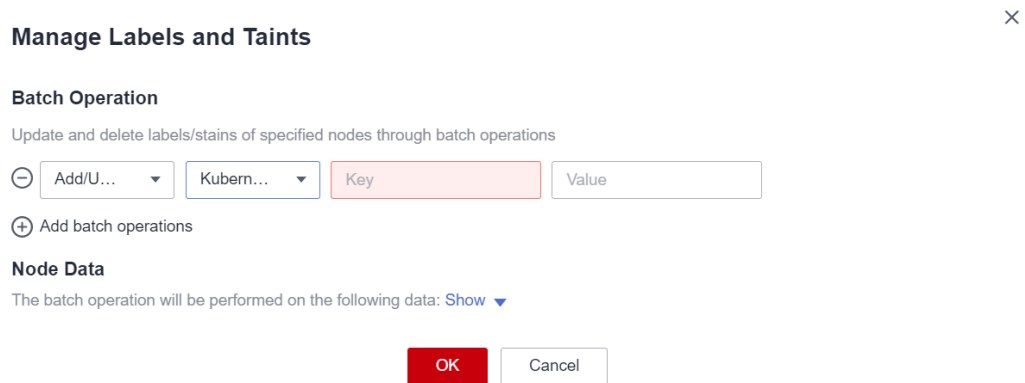 Manage Labels and Taints
Batch Operation
Update and delete labels/stains of specified nodes through batch operations
Add/U... Kubern... Key Value
Add batch operations
Node Data
The batch operation will be performed on the following data: Show
OK Cancel